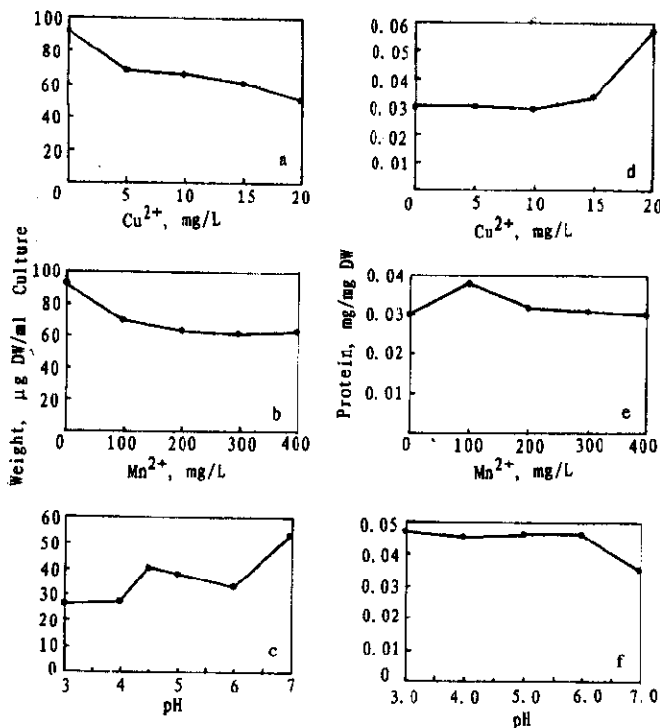 100
80
60
40
20
0
a
5 10 15 20
Cu²⁺, mg/L
0.06
0.05
0.04
0.03
0.02
0.01
d
0 5 10 15 20
Cu²⁺, mg/L
Weight, μg DW/ml Culture
100
80
60
40
20
b
0 100 200 300 400
Mn²⁺, mg/L
Protein, mg/mg DW
0.04
0.03
0.02
0.01
e
0 100 200 300 400
Mn²⁺, mg/L
60
50
40
30
20
10
0
c
3 4 5 6 7
pH
0.05
0.04
0.03
0.02
0.01
0
f
3.0 4.0 5.0 6.0 7.0
pH